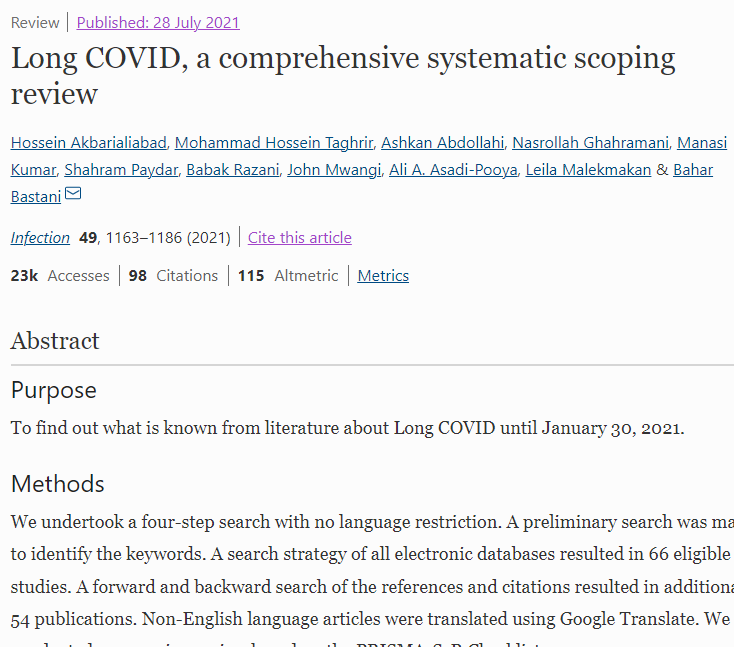 Review | Published: 28 July 2021
Long COVID, a comprehensive systematic scoping
review
Hossein Akbarialiabad, Mohammad Hossein Taghrir, Ashkan Abdollahi, Nasrollah Ghahramani, Manasi
Kumar, Shahram Paydar, Babak Razani, John Mwangi, Ali A. Asadi-Pooya, Leila Malekmakan & Bahar
Bastani
Infection 49, 1163–1186 (2021) | Cite this article
23k Accesses | 98 Citations | 115 Altmetric | Metrics
Abstract
Purpose
To find out what is known from literature about Long COVID until January 30, 2021.
Methods
We undertook a four-step search with no language restriction. A preliminary search was ma
to identify the keywords. A search strategy of all electronic databases resulted in 66 eligible
studies. A forward and backward search of the references and citations resulted in additiona
54 publications. Non-English language articles were translated using Google Translate. We